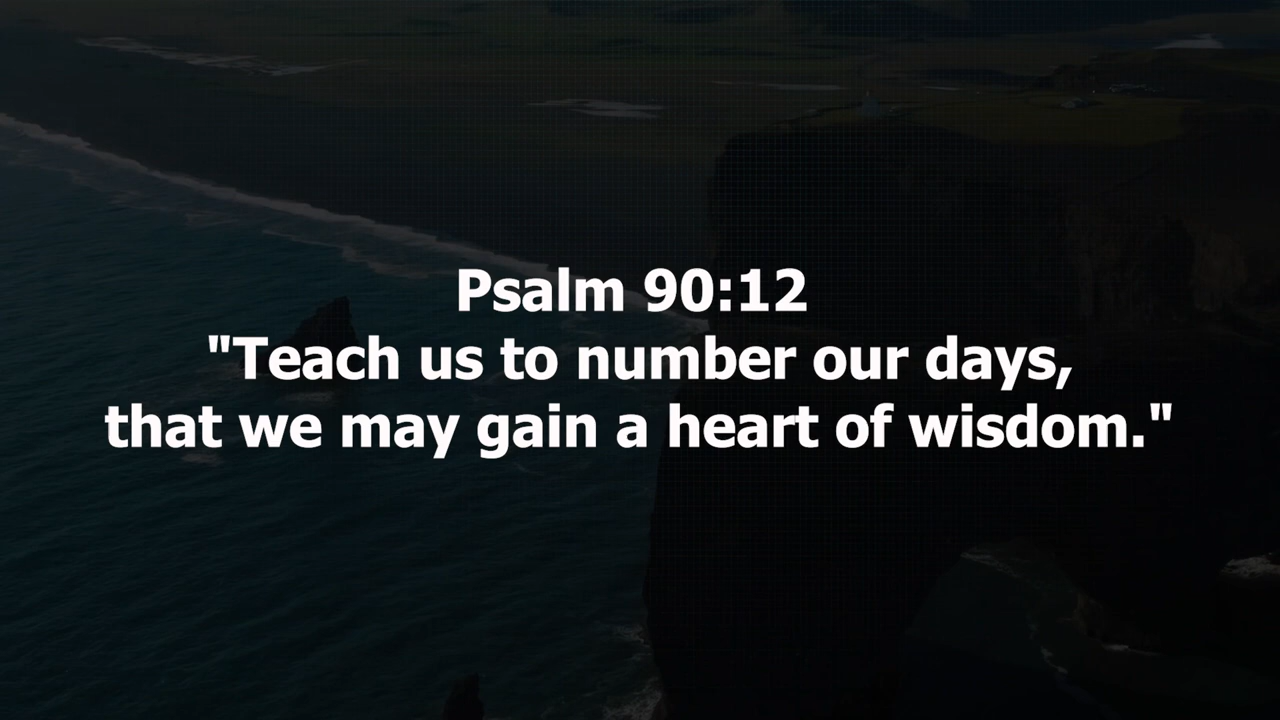 Psalm 90:12
"Teach us to number our days,
that we may gain a heart of wisdom."